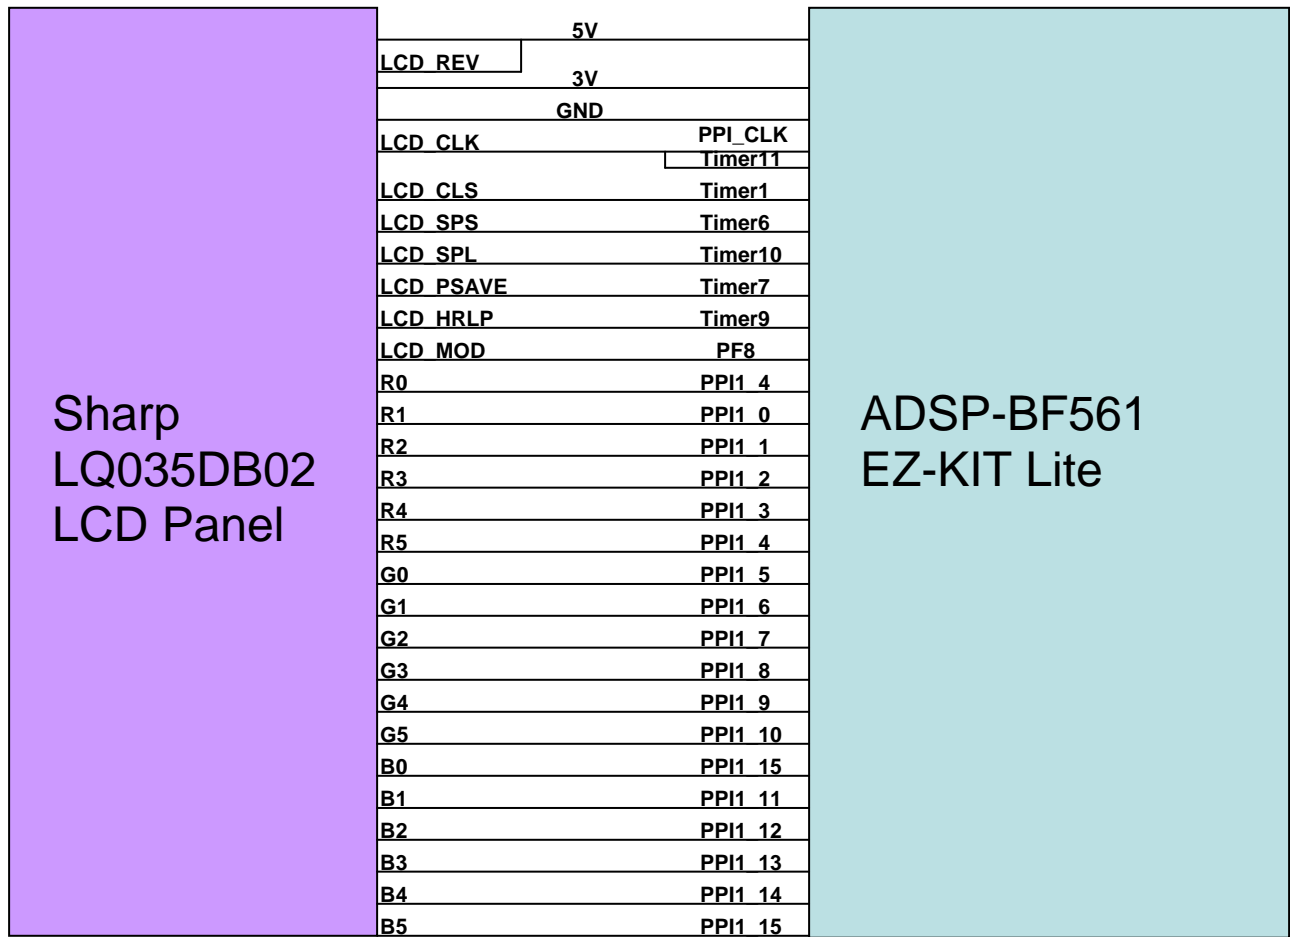 5V
LCD_REV
3V
GND
LCD_CLK PPI_CLK
Timer11
LCD_CLS Timer1
LCD_SPS Timer6
LCD_SPL Timer10
LCD_PSAVE Timer7
LCD_HRLP Timer9
LCD_MOD PF8
R0 PPI1_4
R1 PPI1_0
R2 PPI1_1
R3 PPI1_2
R4 PPI1_3
R5 PPI1_4
G0 PPI1_5
G1 PPI1_6
G2 PPI1_7
G3 PPI1_8
G4 PPI1_9
G5 PPI1_10
B0 PPI1_15
B1 PPI1_11
B2 PPI1_12
B3 PPI1_13
B4 PPI1_14
B5 PPI1_15
Sharp
LQ035DB02
LCD Panel
ADSP-BF561
EZ-KIT Lite